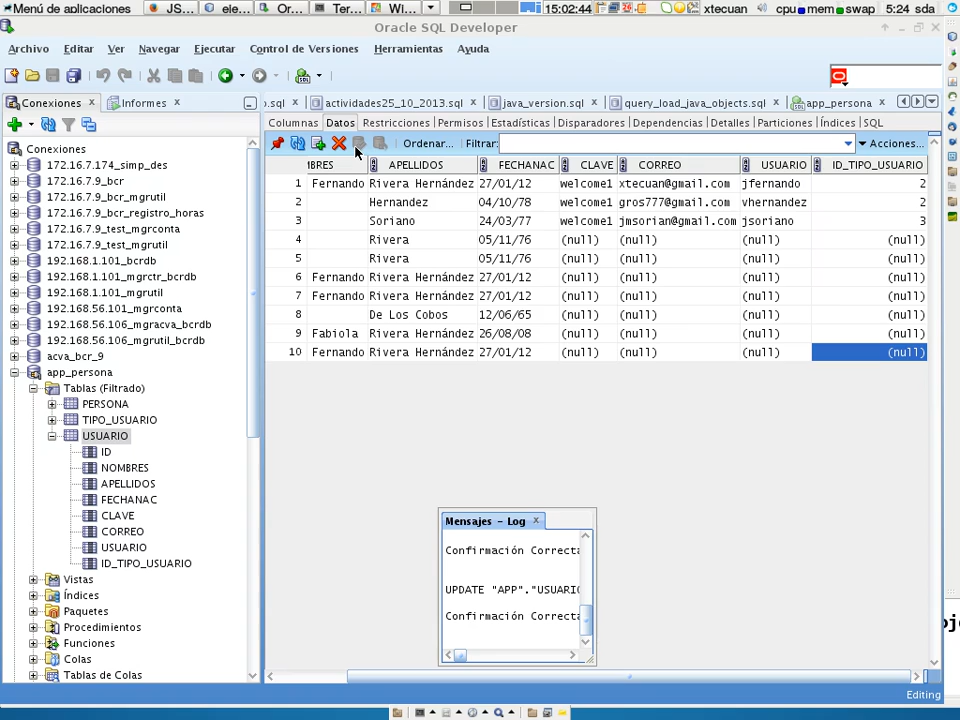 Menú de aplicaciones JS... ele... Or... Ter... Wi... 15:02:44 xtecuan cpu mem swap 5:24 sda
Oracle SQL Developer
Archivo Editar Ver Navegar Ejecutar Control de Versiones Herramientas Ayuda
Conexiones Informes o.sql actividades25_10_2013.sql java_version.sql query_load_java_objects.sql app_persona
Columnas Datos Restricciones Permisos Estadísticas Disparadores Dependencias Detalles Particiones Índices SQL
Ordenar... Filtrar: Acciones...
Conexiones
172.16.7.174_simp_des
172.16.7.9_bcr
172.16.7.9_bcr_mgrutil
172.16.7.9_bcr_registro_horas
172.16.7.9_test_mgrconta
172.16.7.9_test_mgrutil
192.168.1.101_bcrdb
192.168.1.101_mgrctr_bcrdb
192.168.1.101_mgrutil
192.168.56.101_mgrconta
192.168.56.106_mgracva_bcrdb
192.168.56.106_mgrutil_bcrdb
acva_bcr_9
app_persona
Tablas (Filtrado)
PERSONA
TIPO_USUARIO
USUARIO
ID
NOMBRES
APELLIDOS
FECHANAC
CLAVE
CORREO
USUARIO
ID_TIPO_USUARIO
Vistas
Índices
Paquetes
Procedimientos
Funciones
Colas
Tablas de Colas
IBRES APELLIDOS FECHANAC CLAVE CORREO USUARIO ID_TIPO_USUARIO
1 Fernando Rivera Hernández 27/01/12 welcome1 xtecuan@gmail.com jfernando 2
2 Hernandez 04/10/78 welcome1 gros777@gmail.com vhernandez 2
3 Soriano 24/03/77 welcome1 jmsorian@gmail.com jsoriano 3
4 Rivera 05/11/76 (null) (null) (null) (null)
5 Rivera 05/11/76 (null) (null) (null) (null)
6 Fernando Rivera Hernández 27/01/12 (null) (null) (null) (null)
7 Fernando Rivera Hernández 27/01/12 (null) (null) (null) (null)
8 De Los Cobos 12/06/65 (null) (null) (null) (null)
9 Fabiola Rivera Hernández 26/08/08 (null) (null) (null) (null)
10 Fernando Rivera Hernández 27/01/12 (null) (null) (null) (null)
Mensajes - Log
Confirmación Correcta
UPDATE "APP"."USUARIO
Confirmación Correcta
Editing